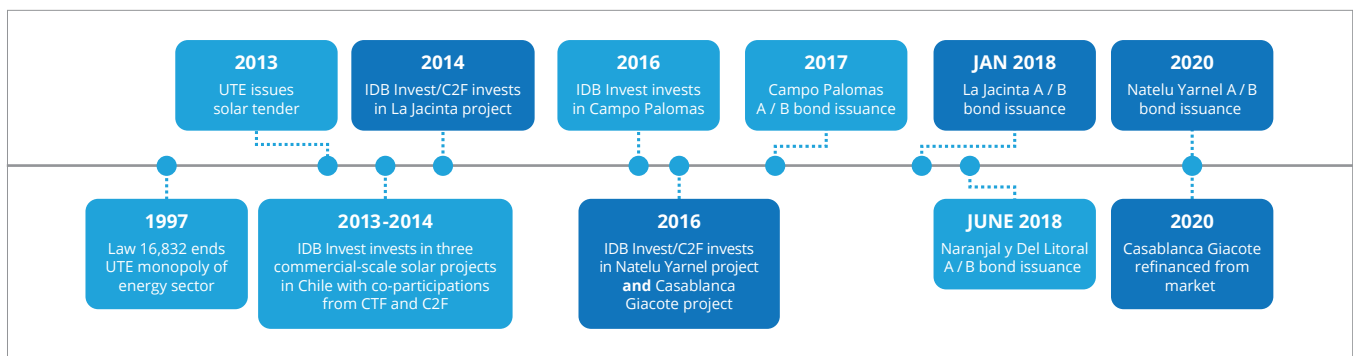 2013
UTE issues
solar tender
2014
IDB Invest/C2F invests
in La Jacinta project
2016
IDB Invest invests
in Campo Palomas
2017
Campo Palomas
A / B bond issuance
JAN 2018
La Jacinta A / B
bond issuance
2020
Natelu Yarnel A / B
bond issuance
1997
Law 16,832 ends
UTE monopoly of
energy sector
2013-2014
IDB Invest invests in three
commercial-scale solar projects
in Chile with co-participations
from CTF and C2F
2016
IDB Invest/C2F invests
in Natelu Yarnel project
and Casablanca
Giacote project
JUNE 2018
Naranjal y Del Litoral
A / B bond issuance
2020
Casablanca Giacote
refinanced from
market